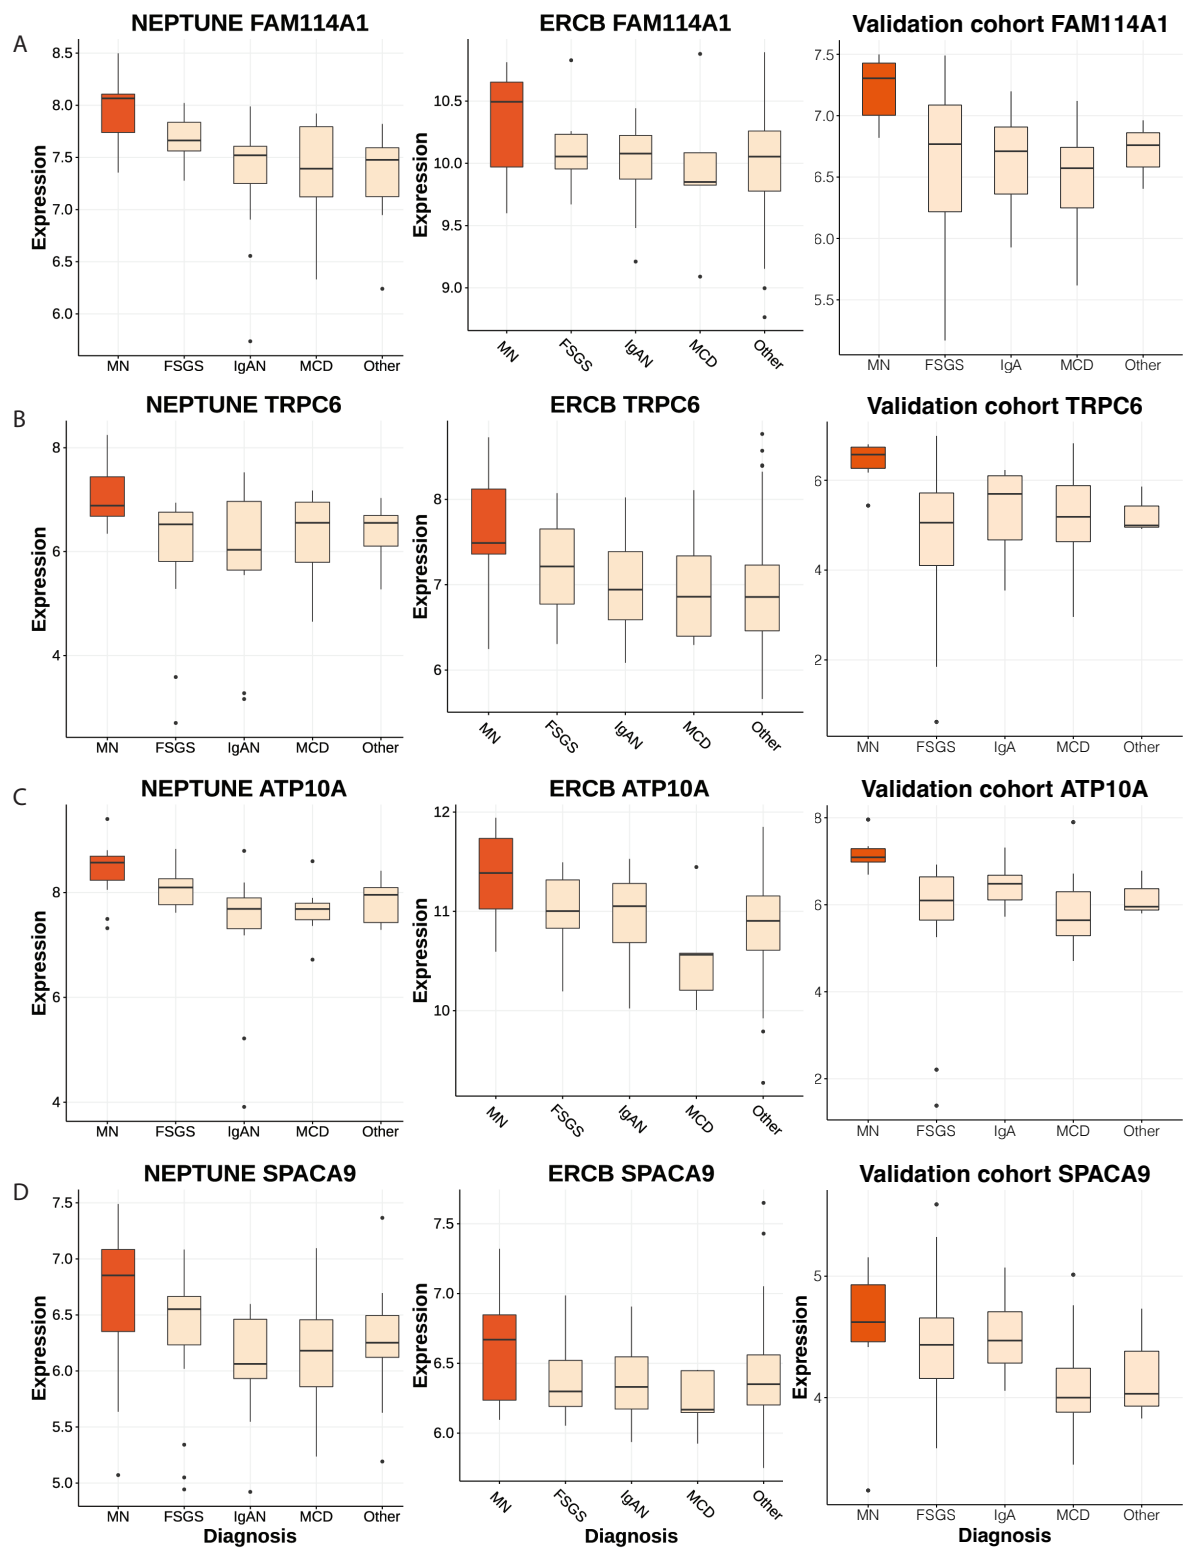 A
NEPTUNE FAM114A1
Expression
8.5
8.0
7.5
7.0
6.5
6.0
MN FSGS IgAN MCD Other
ERCB FAM114A1
Expression
10.5
10.0
9.5
9.0
MN FSGS IgAN MCD Other
Validation cohort FAM114A1
7.5
7.0
6.5
6.0
5.5
MN FSGS IgA MCD Other
B
NEPTUNE TRPC6
Expression
8
6
4
MN FSGS IgAN MCD Other
ERCB TRPC6
Expression
8
7
6
MN FSGS IgAN MCD Other
Validation cohort TRPC6
6
4
2
MN FSGS IgA MCD Other
C
NEPTUNE ATP10A
Expression
8
6
4
MN FSGS IgAN MCD Other
ERCB ATP10A
Expression
12
11
10
MN FSGS IgAN MCD Other
Validation cohort ATP10A
8
6
4
2
MN FSGS IgA MCD Other
D
NEPTUNE SPACA9
Expression
7.5
7.0
6.5
6.0
5.5
5.0
MN FSGS IgAN MCD Other
Diagnosis
ERCB SPACA9
Expression
7.5
7.0
6.5
6.0
MN FSGS IgAN MCD Other
Diagnosis
Validation cohort SPACA9
Expression
5
4
MN FSGS IgA MCD Other
Diagnosis